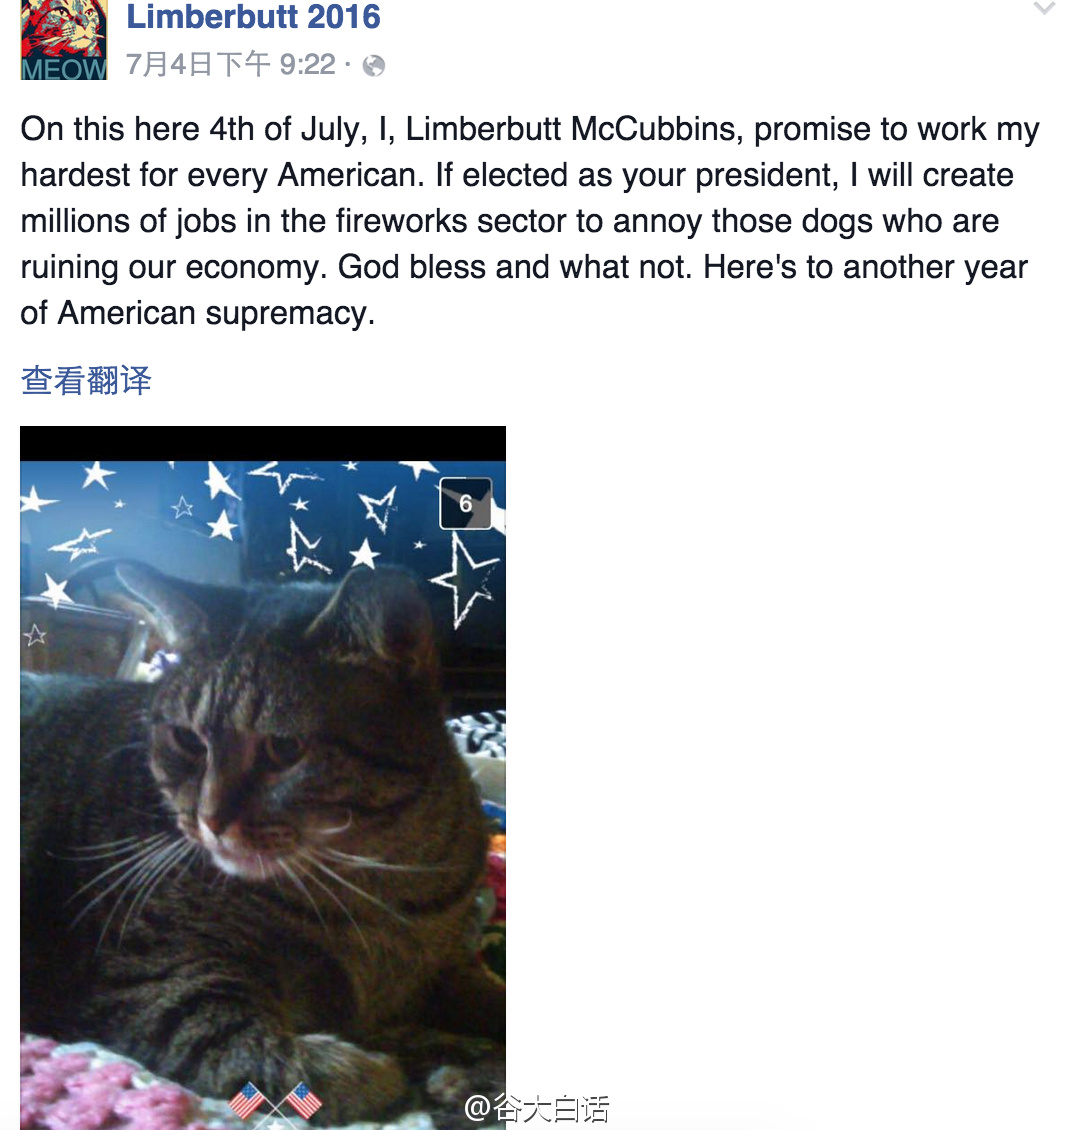 MEOW
Limberbutt 2016
7月4日下午 9:22 ·
On this here 4th of July, I, Limberbutt McCubbins, promise to work my
hardest for every American. If elected as your president, I will create
millions of jobs in the fireworks sector to annoy those dogs who are
ruining our economy. God bless and what not. Here's to another year
of American supremacy.
查看翻译
6
@谷大白话